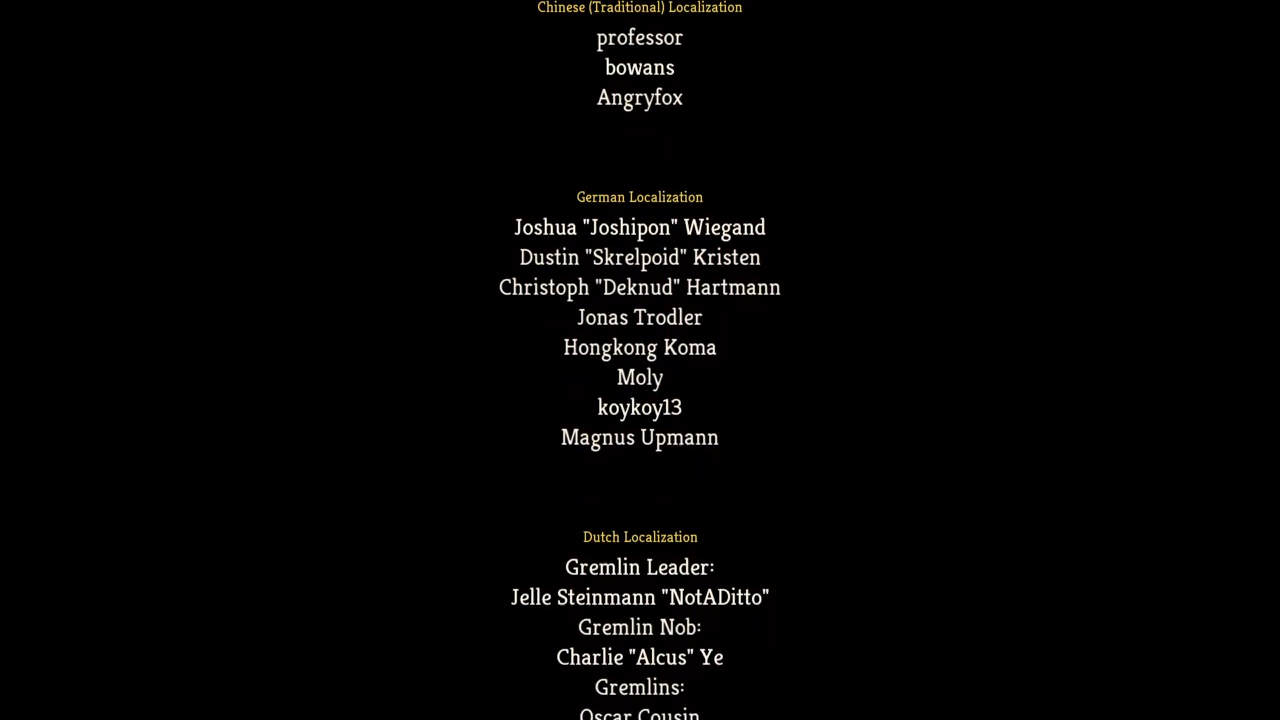 Chinese (Traditional) Localization
professor
bowans
Angryfox
German Localization
Joshua "Joshipon" Wiegand
Dustin "Skrelpoid" Kristen
Christoph "Deknud" Hartmann
Jonas Trodler
Hongkong Koma
Moly
koykoy13
Magnus Upmann
Dutch Localization
Gremlin Leader:
Jelle Steinmann "NotADitto"
Gremlin Nob:
Charlie "Alcus" Ye
Gremlins:
Oscar Cousin